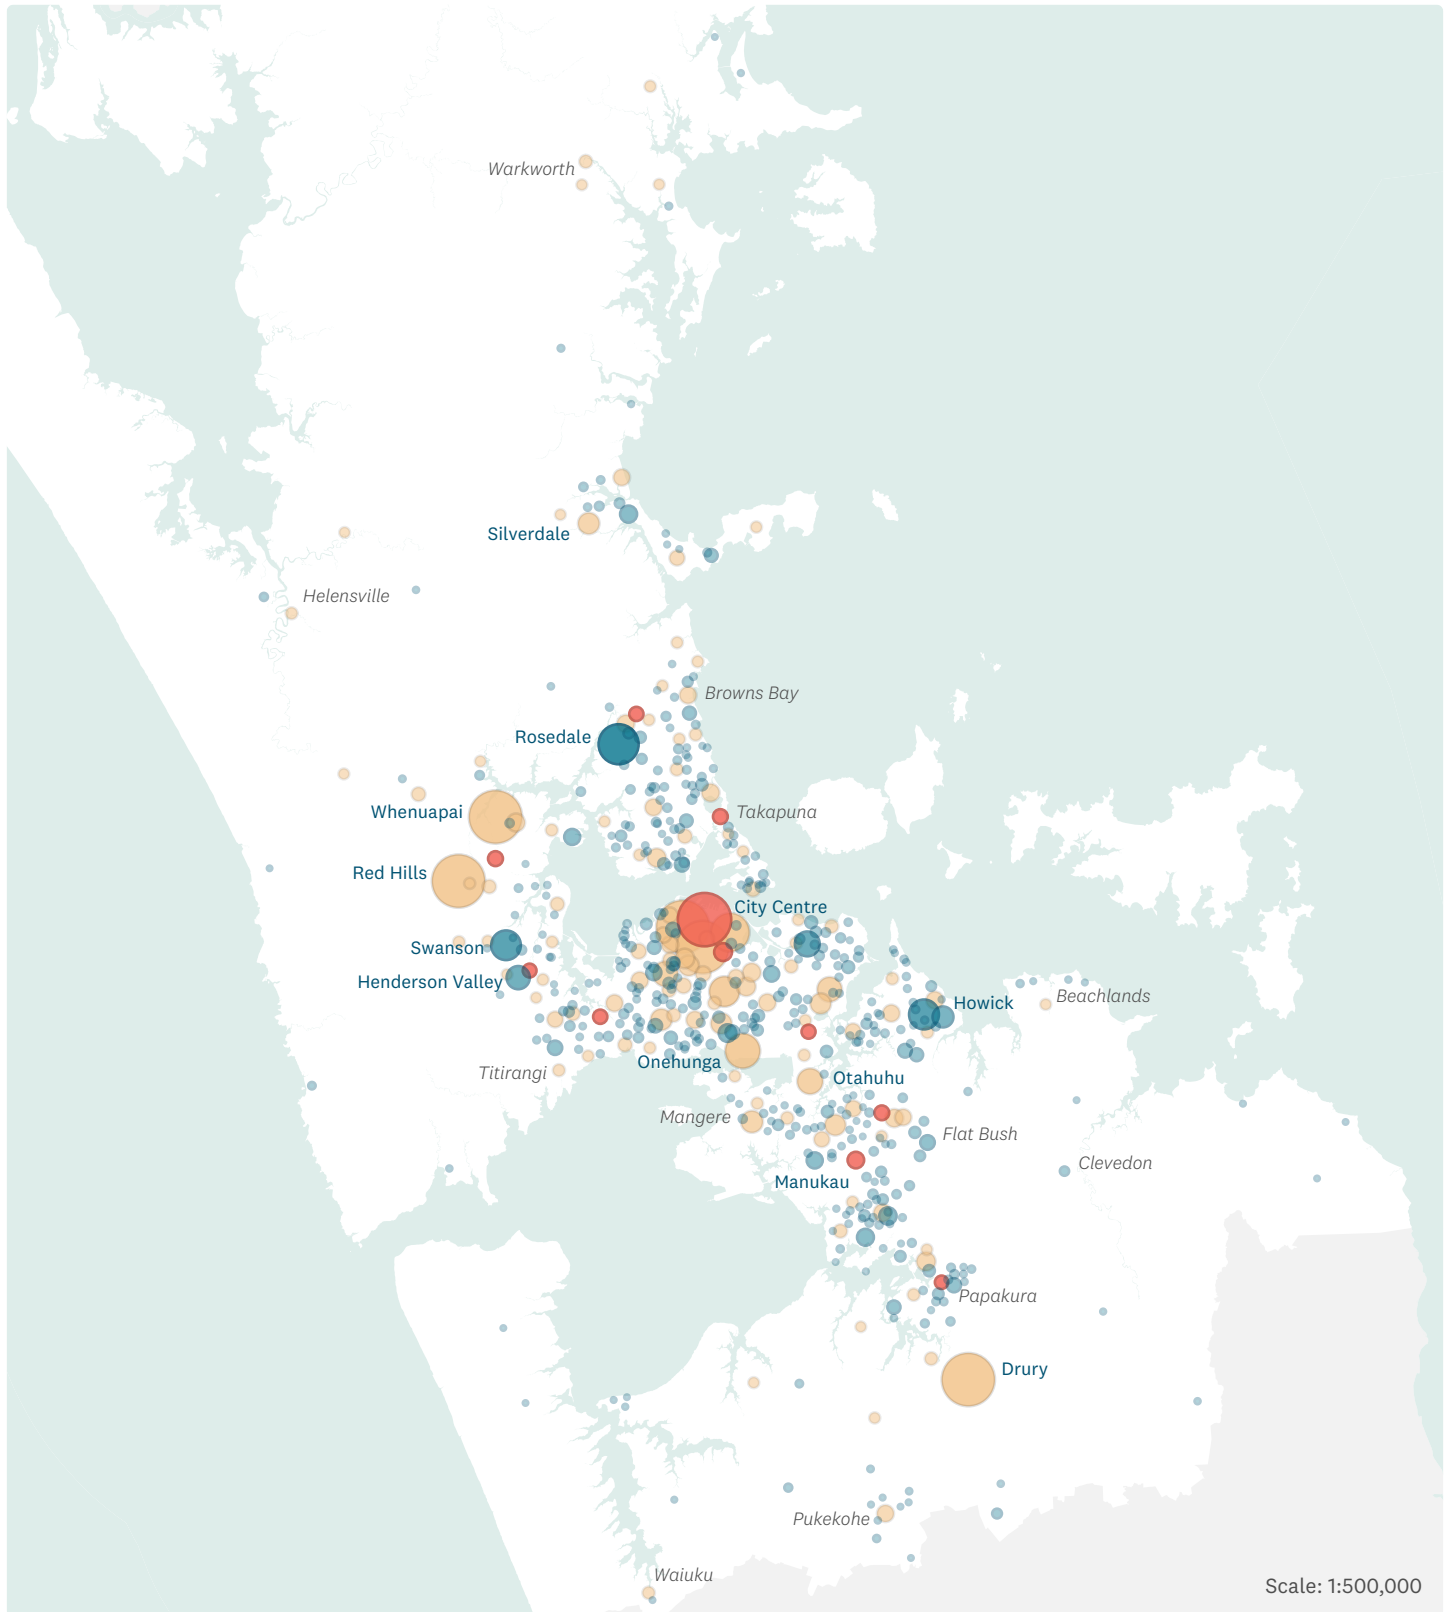 Warkworth
Silverdale
Helensville
Browns Bay
Rosedale
Whenuapai
Takapuna
Red Hills
City Centre
Swanson
Henderson Valley
Beachlands
Howick
Onehunga
Titirangi
Otahuhu
Mangere
Flat Bush
Clevedon
Manukau
Papakura
Drury
Pukekohe
Waiuku
Scale: 1:500,000